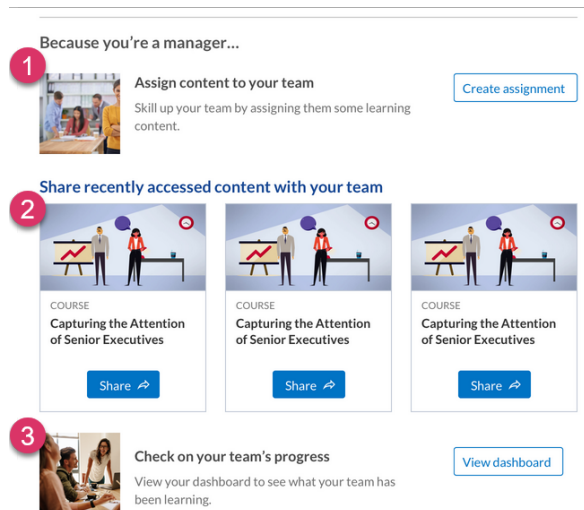 Because you’re a manager...
1
Assign content to your team
Create assignment
Skill up your team by assigning them some learning
content.
Share recently accessed content with your team
2
COURSE
Capturing the Attention
of Senior Executives
Share
COURSE
Capturing the Attention
of Senior Executives
Share
COURSE
Capturing the Attention
of Senior Executives
Share
3
Check on your team’s progress
View dashboard
View your dashboard to see what your team has
been learning.